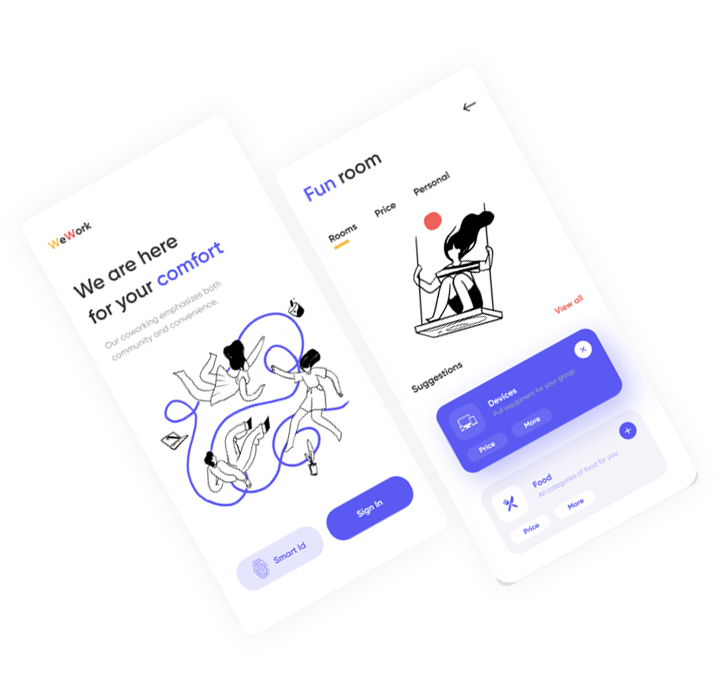 WeWork
We are here
for your comfort
Our coworking emphasizes both
community and convenience.
Smart Id
Sign In
Fun room
Rooms
Price
Personal
View all
Suggestions
Devices
Full equipment for your group
Price
More
Food
All categories of food for you
Price
More